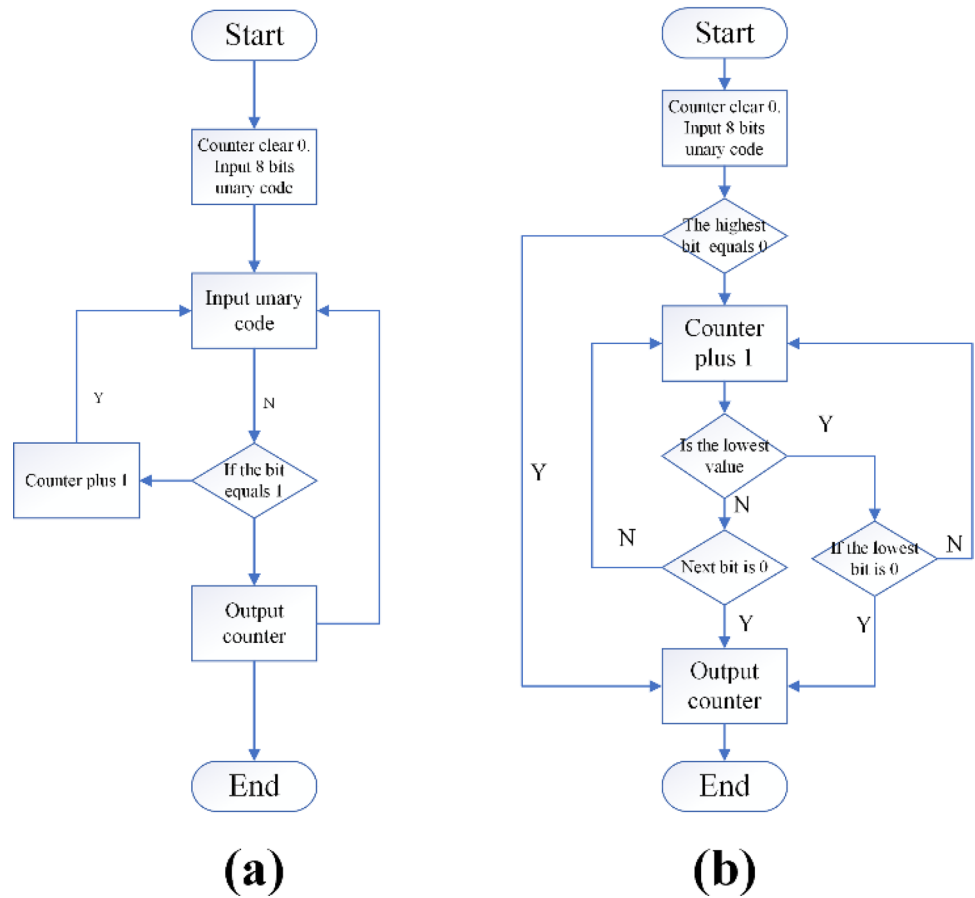 Start
Counter clear 0.
Input 8 bits
unary code
Input unary
code
Y
N
Counter plus 1
If the bit
equals 1
Output
counter
End
(a)
Start
Counter clear 0.
Input 8 bits
unary code
The highest
bit equals 0
Counter
plus 1
Y
Is the lowest
value
Y
N
N
Next bit is 0
If the lowest
bit is 0
N
Y
Y
Output
counter
End
(b)